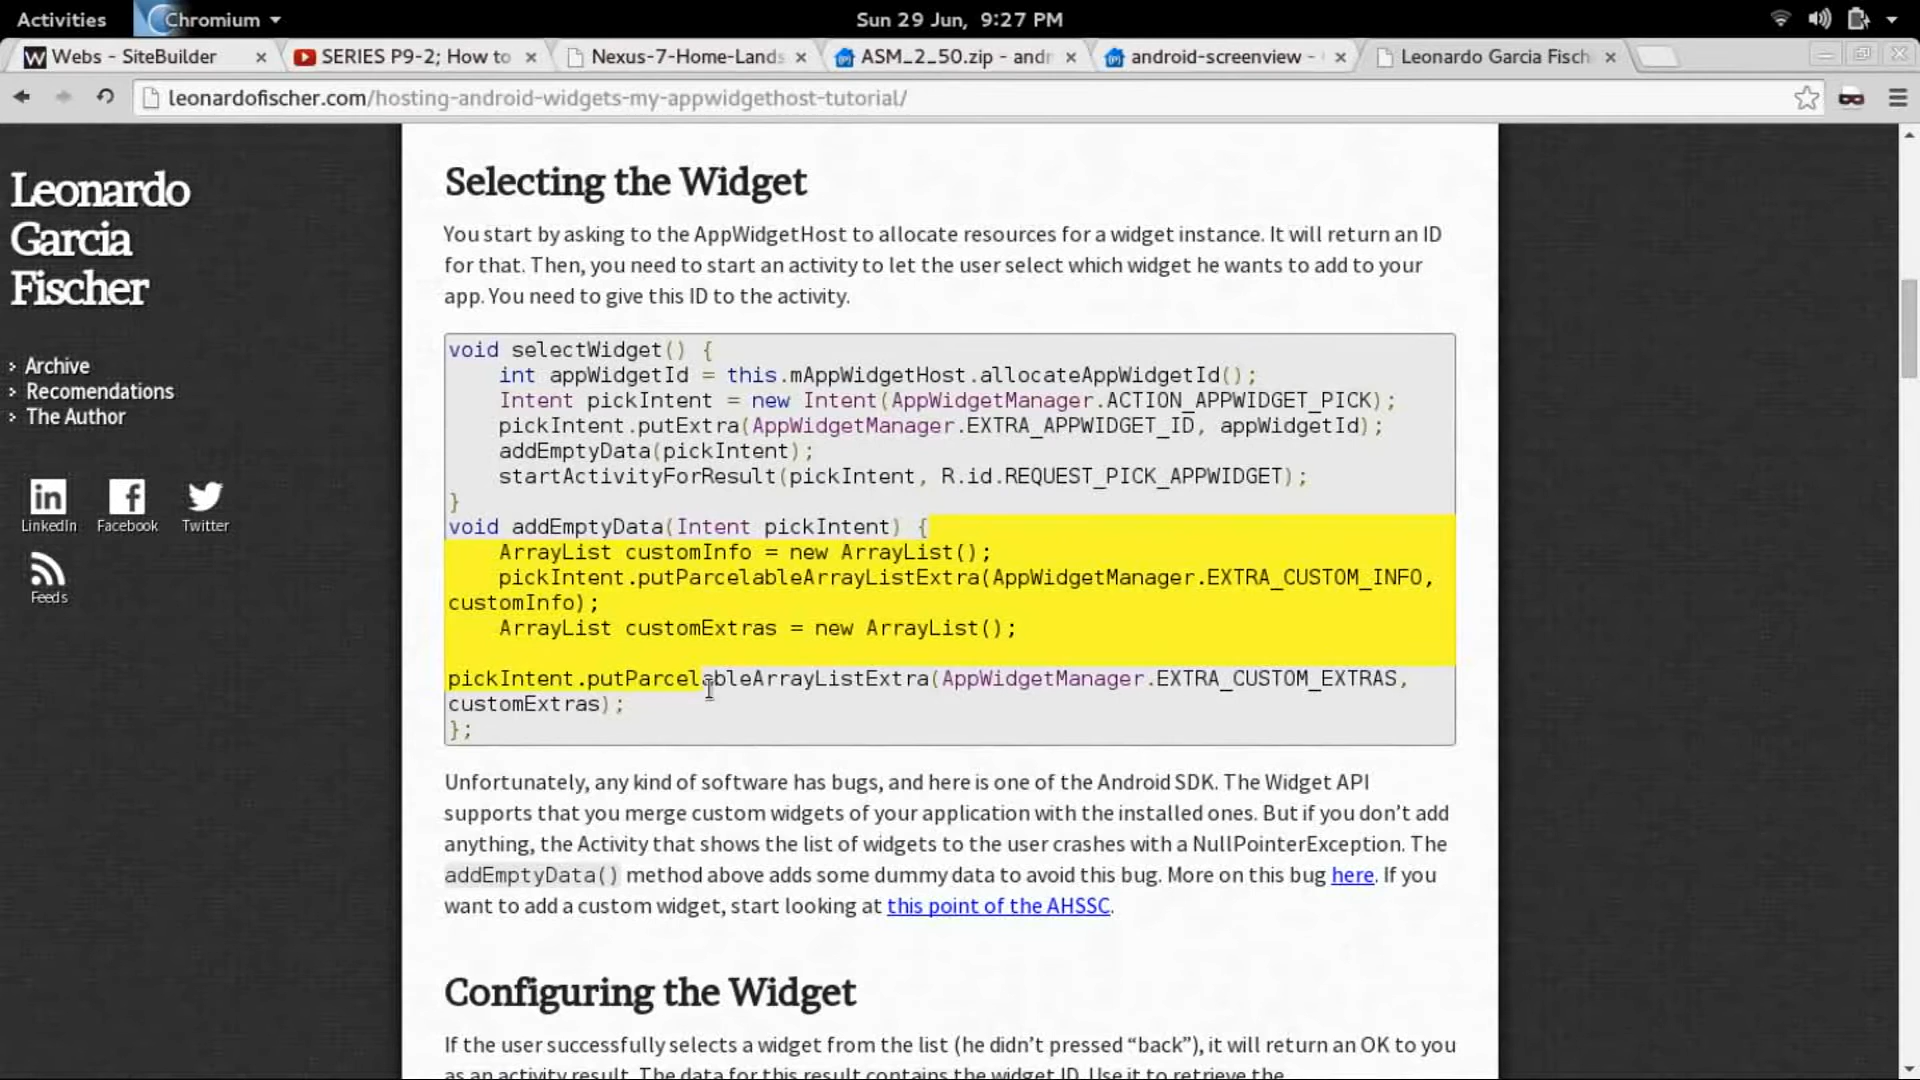 Activities Chromium Sun 29 Jun, 9:27 PM
Webs - SiteBuilder SERIES P9-2; How to Nexus-7-Home-Lands ASM_2_50.zip - andr android-screenview - Leonardo Garcia Fisch
leonardofischer.com/hosting-android-widgets-my-appwidgethost-tutorial/
Leonardo
Garcia
Fischer
Archive
Recomendations
The Author
LinkedIn Facebook Twitter
Feeds
Selecting the Widget
You start by asking to the AppWidgetHost to allocate resources for a widget instance. It will return an ID
for that. Then, you need to start an activity to let the user select which widget he wants to add to your
app. You need to give this ID to the activity.
void selectWidget() {
    int appWidgetId = this.mAppWidgetHost.allocateAppWidgetId();
    Intent pickIntent = new Intent(AppWidgetManager.ACTION_APPWIDGET_PICK);
    pickIntent.putExtra(AppWidgetManager.EXTRA_APPWIDGET_ID, appWidgetId);
    addEmptyData(pickIntent);
    startActivityForResult(pickIntent, R.id.REQUEST_PICK_APPWIDGET);
}
void addEmptyData(Intent pickIntent) {
    ArrayList customInfo = new ArrayList();
    pickIntent.putParcelableArrayListExtra(AppWidgetManager.EXTRA_CUSTOM_INFO,
customInfo);
    ArrayList customExtras = new ArrayList();
pickIntent.putParcelableArrayListExtra(AppWidgetManager.EXTRA_CUSTOM_EXTRAS,
customExtras);
};
Unfortunately, any kind of software has bugs, and here is one of the Android SDK. The Widget API
supports that you merge custom widgets of your application with the installed ones. But if you don’t add
anything, the Activity that shows the list of widgets to the user crashes with a NullPointerException. The
addEmptyData() method above adds some dummy data to avoid this bug. More on this bug here. If you
want to add a custom widget, start looking at this point of the AHSSC.
Configuring the Widget
If the user successfully selects a widget from the list (he didn’t pressed “back”), it will return an OK to you
as an activity result. The data for this result contains the widget ID. Use it to retrieve the